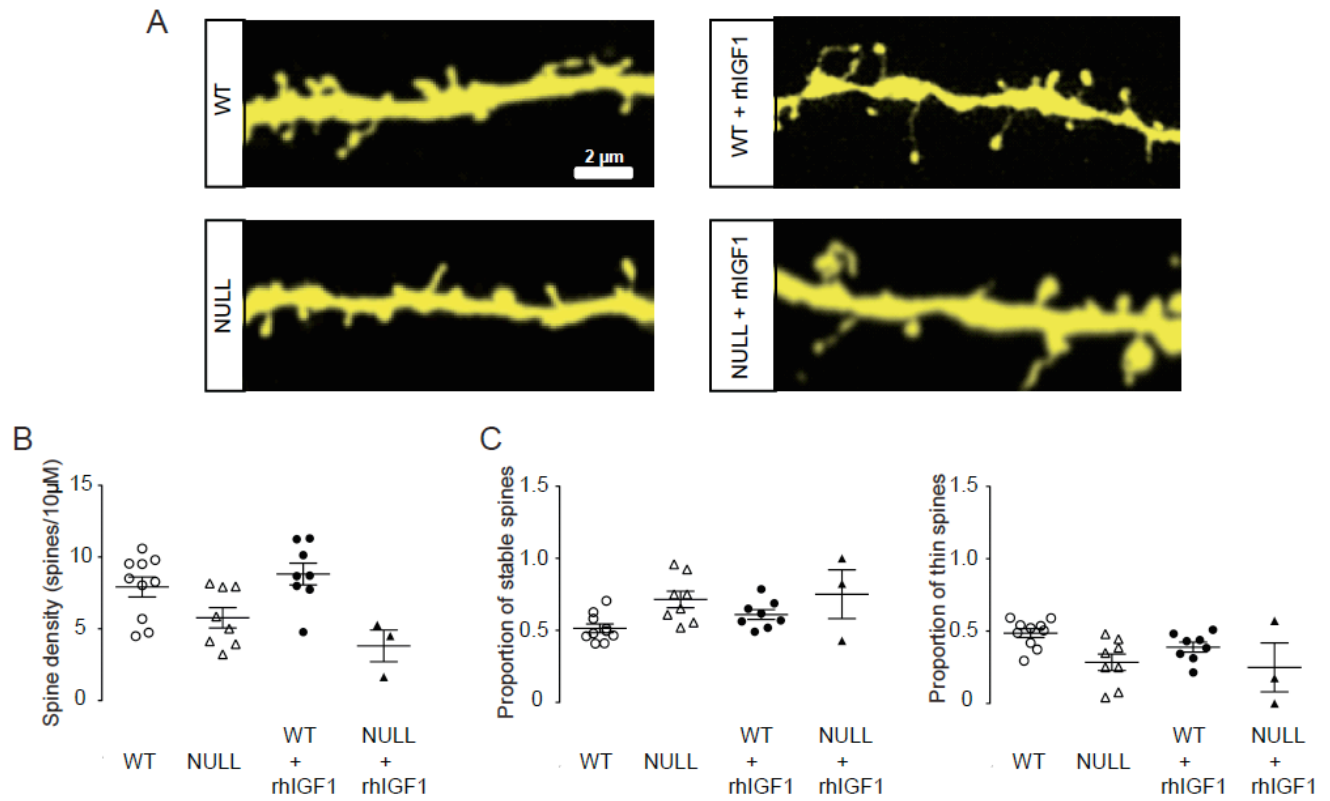 A
WT
2 µm
WT + rhIGF1
NULL
NULL + rhIGF1
B
Spine density (spines/10µM)
15
10
5
0
WT
NULL
WT
+
rhIGF1
NULL
+
rhIGF1
C
Proportion of stable spines
1.5
1.0
0.5
0
WT
NULL
WT
+
rhIGF1
NULL
+
rhIGF1
Proportion of thin spines
1.5
1.0
0.5
0
WT
NULL
WT
+
rhIGF1
NULL
+
rhIGF1